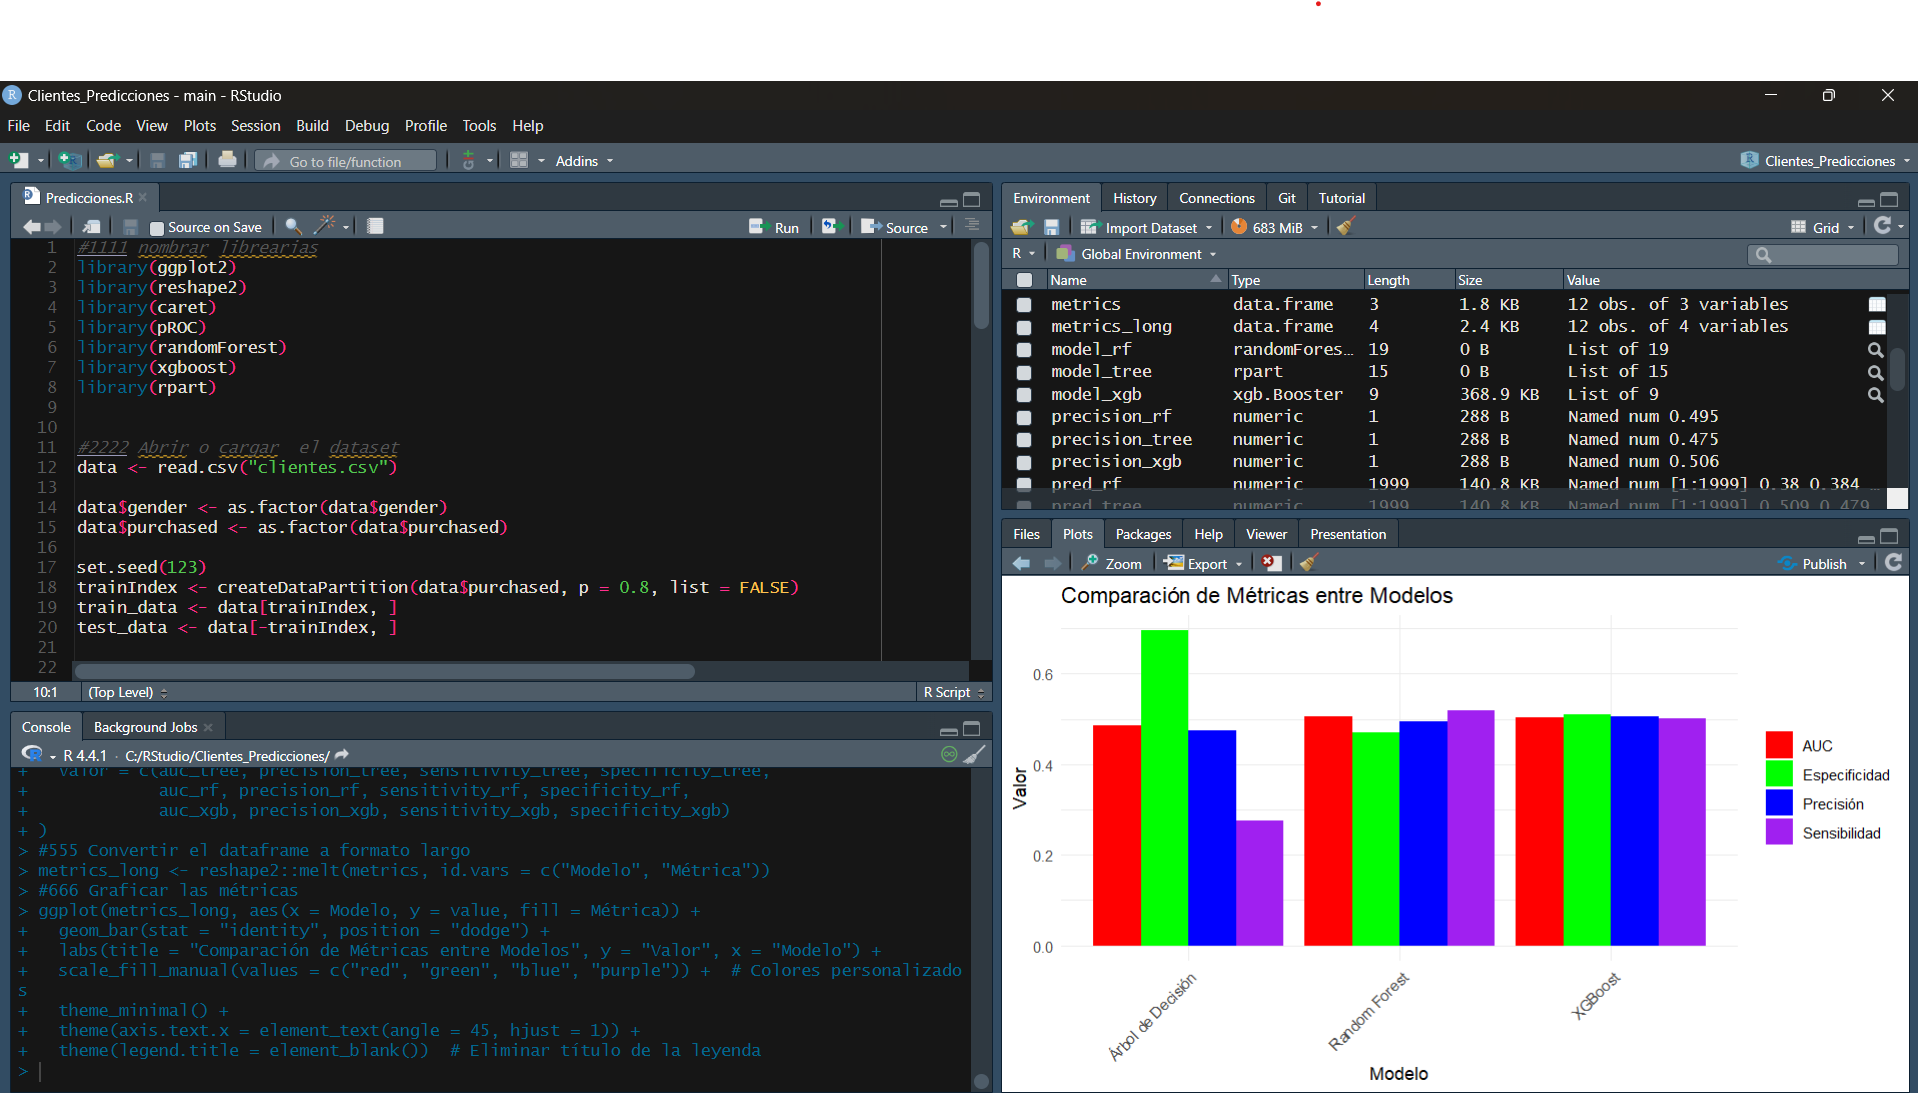 Clientes_Predicciones - main - RStudio
File Edit Code View Plots Session Build Debug Profile Tools Help
Go to file/function Addins Clientes_Predicciones
Predicciones.R
Source on Save Run Source
1 #1111 nombrar librearias
2 library(ggplot2)
3 library(reshape2)
4 library(caret)
5 library(pROC)
6 library(randomForest)
7 library(xgboost)
8 library(rpart)
9
10
11 #2222 Abrir o cargar  el dataset
12 data <- read.csv("clientes.csv")
13
14 data$gender <- as.factor(data$gender)
15 data$purchased <- as.factor(data$purchased)
16
17 set.seed(123)
18 trainIndex <- createDataPartition(data$purchased, p = 0.8, list = FALSE)
19 train_data <- data[trainIndex, ]
20 test_data <- data[-trainIndex, ]
21
22
10:1 (Top Level) R Script
Console Background Jobs
R 4.4.1 · C:/RStudio/Clientes_Predicciones/
+   valor = c(auc_tree, precision_tree, sensitivity_tree, specificity_tree,
+             auc_rf, precision_rf, sensitivity_rf, specificity_rf,
+             auc_xgb, precision_xgb, sensitivity_xgb, specificity_xgb)
+ )
> #555 Convertir el dataframe a formato largo
> metrics_long <- reshape2::melt(metrics, id.vars = c("Modelo", "Métrica"))
> #666 Graficar las métricas
> ggplot(metrics_long, aes(x = Modelo, y = value, fill = Métrica)) +
+   geom_bar(stat = "identity", position = "dodge") +
+   labs(title = "Comparación de Métricas entre Modelos", y = "Valor", x = "Modelo") +
+   scale_fill_manual(values = c("red", "green", "blue", "purple")) +  # Colores personalizado
s
+   theme_minimal() +
+   theme(axis.text.x = element_text(angle = 45, hjust = 1)) +
+   theme(legend.title = element_blank())  # Eliminar título de la leyenda
>
Environment History Connections Git Tutorial
Import Dataset 683 MiB Grid
R Global Environment
Name Type Length Size Value
metrics data.frame 3 1.8 KB 12 obs. of 3 variables
metrics_long data.frame 4 2.4 KB 12 obs. of 4 variables
model_rf randomFores... 19 0 B List of 19
model_tree rpart 15 0 B List of 15
model_xgb xgb.Booster 9 368.9 KB List of 9
precision_rf numeric 1 288 B Named num 0.495
precision_tree numeric 1 288 B Named num 0.475
precision_xgb numeric 1 288 B Named num 0.506
pred_rf numeric 1999 140.8 KB Named num [1:1999] 0.38 0.384 ...
pred_tree numeric 1999 140.8 KB Named num [1:1999] 0.509 0.479
Files Plots Packages Help Viewer Presentation
Zoom Export Publish
Comparación de Métricas entre Modelos
Valor
0.6
0.4
0.2
0.0
Árbol de Decisión
Random Forest
XGBoost
Modelo
AUC
Especificidad
Precisión
Sensibilidad